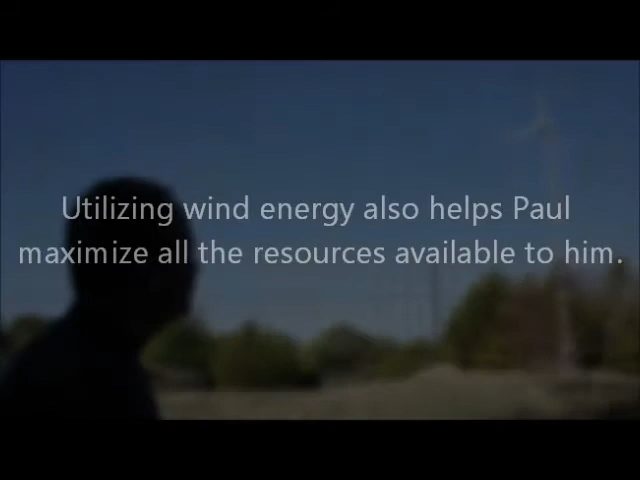 Utilizing wind energy also helps Paul
maximize all the resources available to him.